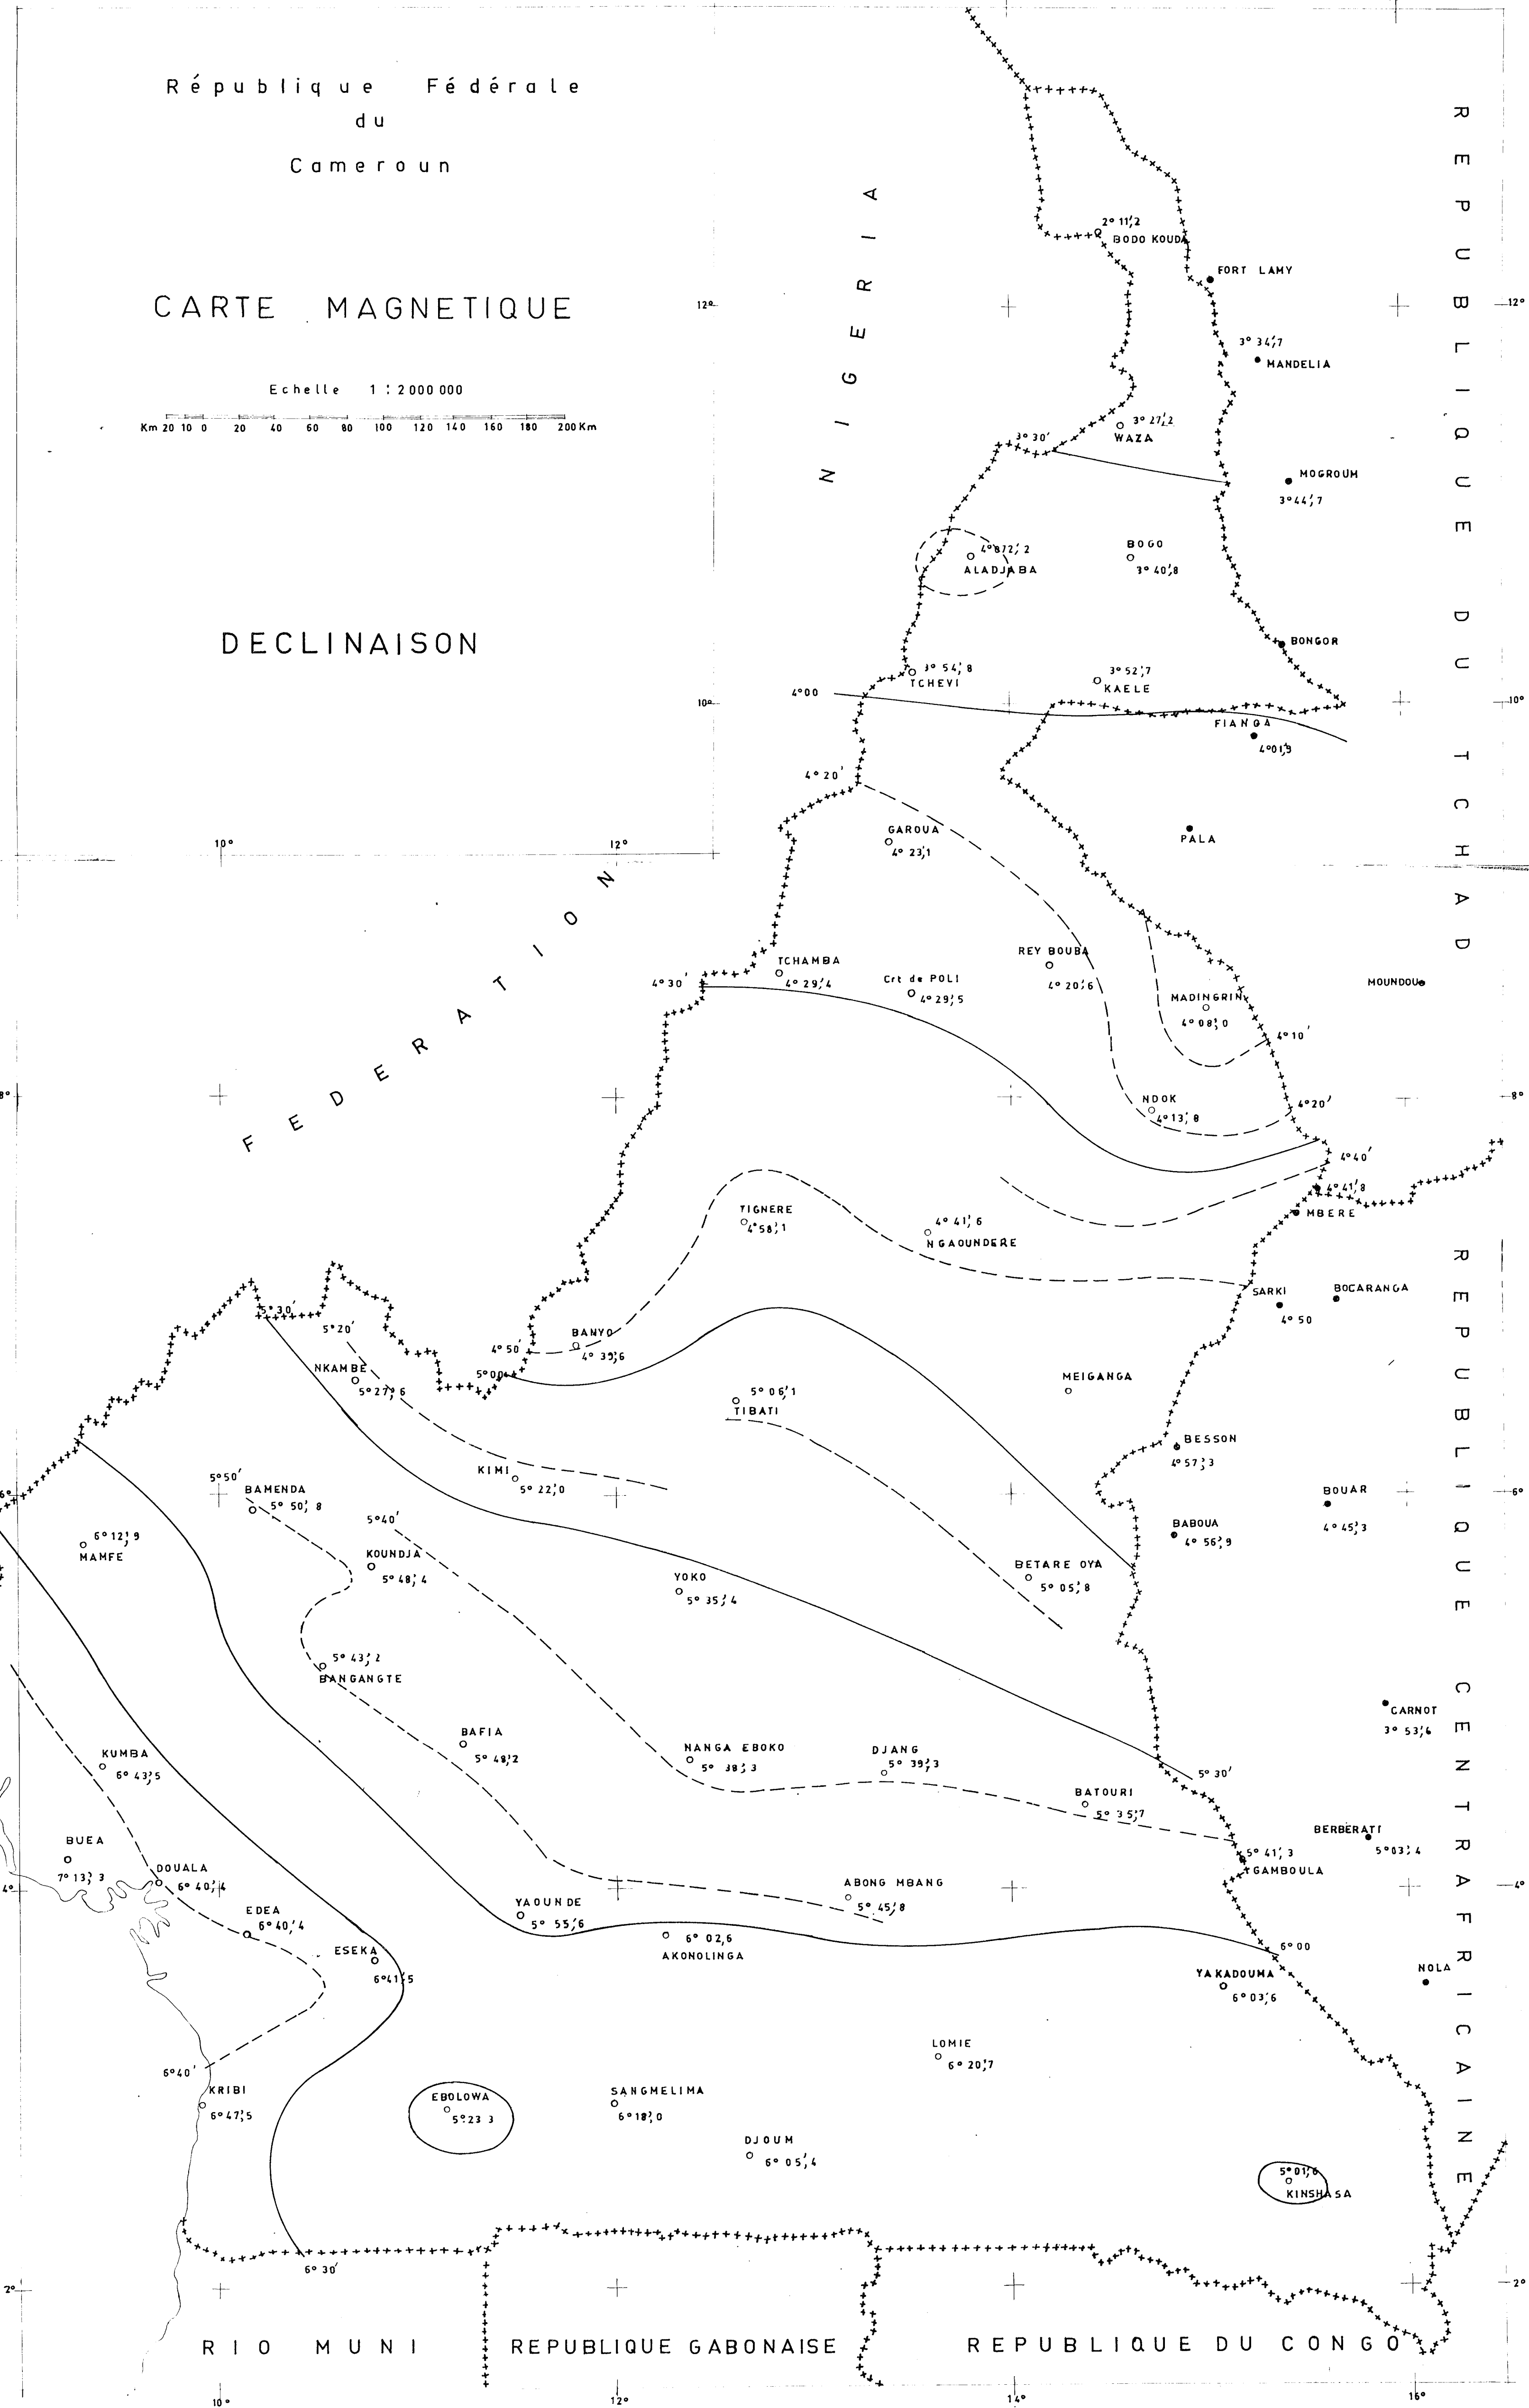 République Fédérale
du
Cameroun
CARTE MAGNETIQUE
Echelle 1 : 2 000 000
Km 20 10 0 20 40 60 80 100 120 140 160 180 200 Km
DECLINAISON
NIGERIA
FEDERATION
REPUBLIQUE DU TCHAD
REPUBLIQUE CENTRAFRICAINE
2° 11,'2
BODO KOUDA
FORT LAMY
12°
12°
3° 34,'7
MANDELIA
3° 27,'2
WAZA
3° 30'
MOGROUM
3° 44,'7
ALADJABA
BOGO
3° 40,'8
BONGOR
3° 54,'8
TCHEVI
3° 52,'7
KAELE
4°00
10°
10°
FIANGA
4°01,'9
4° 20'
GAROUA
4° 23,'1
PALA
10°
12°
TCHAMBA
4° 29,'4
4° 30'
Crt de POLI
4° 29,'5
REY BOUBA
4° 20,'6
MADINGRIN
4° 08,'0
MOUNDOU
4° 10'
8°
8°
NDOK
4° 13,'8
4° 20'
4° 40'
4° 41,'8
MBERE
TIGNERE
4° 58,'1
4° 41,'6
NGAOUNDERE
SARKI
4° 50
BOCARANGA
5° 30'
5° 20'
4° 50'
BANYO
4° 39,'6
5°00
NKAMBE
5° 27,'6
5° 06,'1
TIBATI
MEIGANGA
BESSON
4° 57,'3
KIMI
5° 22,'0
5° 50'
BAMENDA
5° 50,'8
6°
6°
BOUAR
4° 45,'3
5° 40'
6° 12,'9
MAMFE
BABOUA
4° 56,'9
KOUNDJA
5° 48,'4
YOKO
5° 35,'4
BETARE OYA
5° 05,'8
5° 43,'2
BANGANGTE
CARNOT
3° 53,'6
BAFIA
5° 48,'2
KUMBA
6° 43,'5
NANGA EBOKO
5° 38,'3
DJANG
5° 39,'3
5° 30'
BATOURI
5° 35,'7
BERBERATI
5° 03,'4
BUEA
7° 13,'3
5° 41,'3
GAMBOULA
DOUALA
6° 40,'4
4°
4°
ABONG MBANG
5° 45,'8
YAOUNDE
5° 55,'6
EDEA
6° 40,'4
6° 02,'6
AKONOLINGA
6°00
ESEKA
6° 41,'5
YAKADOUMA
6° 03,'6
NOLA
LOMIE
6° 20,'7
6° 40'
KRIBI
6° 47,'5
EBOLOWA
5° 23 3
SANGMELIMA
6° 18,'0
DJOUM
6° 05,'4
5° 01,'6
KINSHASA
6° 30'
2°
2°
RIO MUNI
REPUBLIQUE GABONAISE
REPUBLIQUE DU CONGO
10°
12°
14°
16°